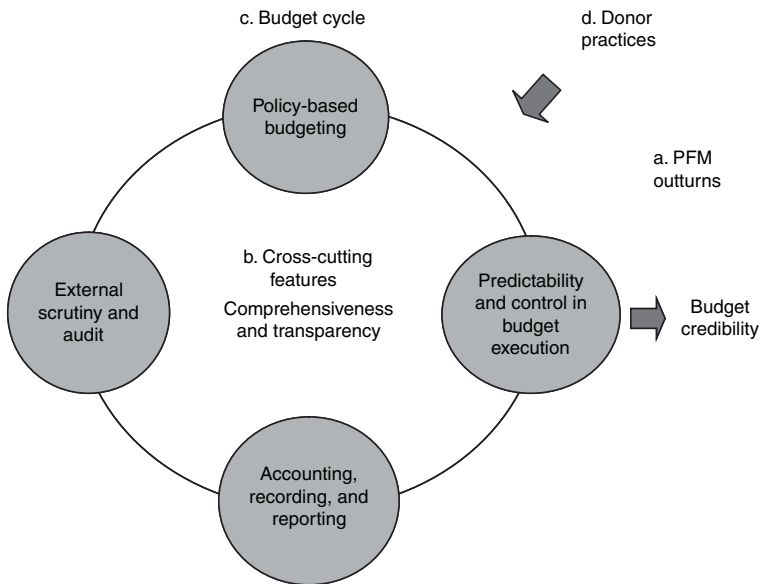 c. Budget cycle
d. Donor
practices
Policy-based
budgeting
a. PFM
outturns
b. Cross-cutting
features
Comprehensiveness
and transparency
External
scrutiny and
audit
Predictability
and control in
budget
execution
Budget
credibility
Accounting,
recording, and
reporting